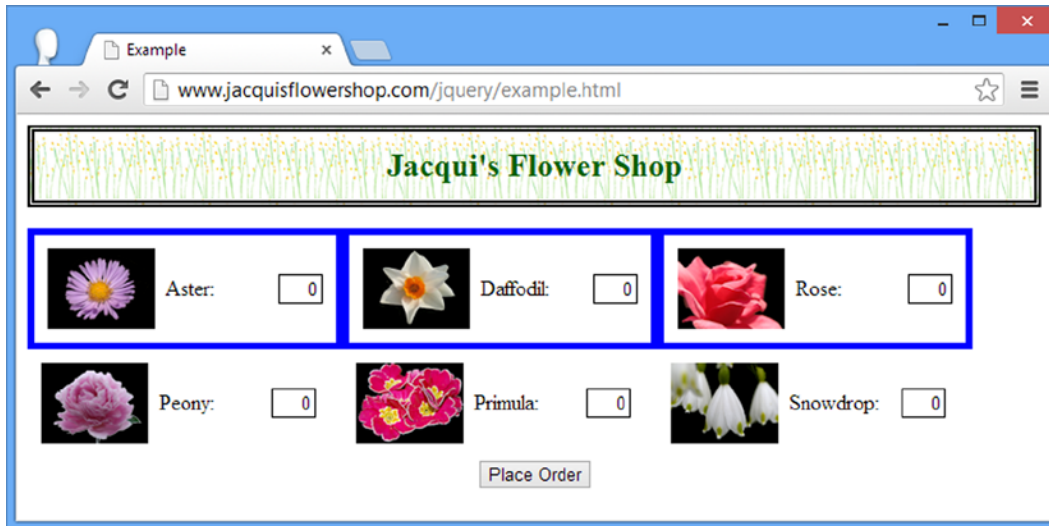 Example
www.jacquisflowershop.com/jquery/example.html
Jacqui's Flower Shop
Aster: 0 Daffodil: 0 Rose: 0
Peony: 0 Primula: 0 Snowdrop: 0
Place Order